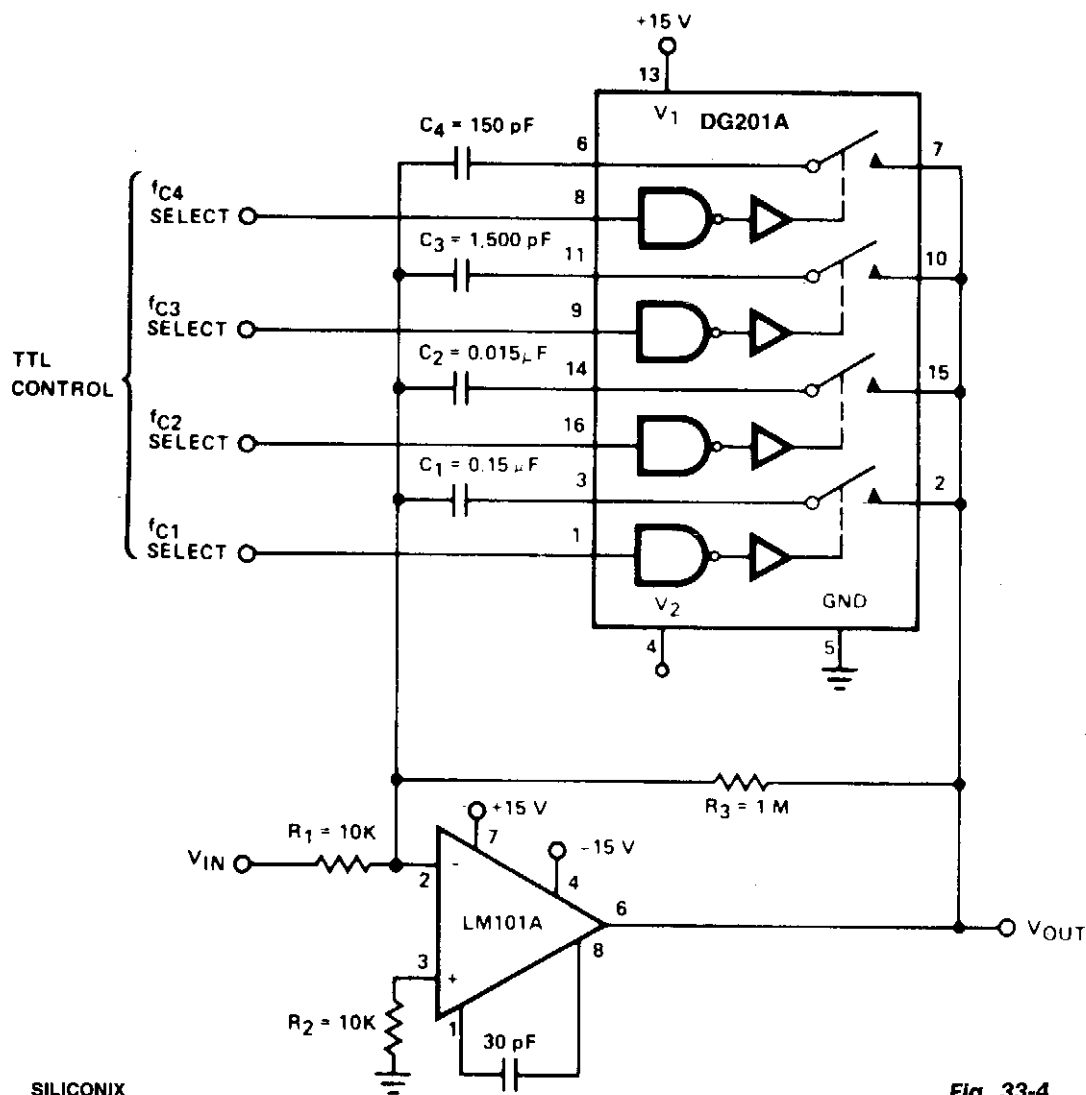 +15 V
13
V1
DG201A
C4 = 150 pF
6
7
fC4
SELECT
8
C3 = 1,500 pF
11
10
fC3
SELECT
9
TTL
CONTROL
C2 = 0.015 μF
14
15
fC2
SELECT
16
C1 = 0.15 μF
3
2
fC1
SELECT
1
V2
GND
4
5
R3 = 1 M
+15 V
R1 = 10K
7
-15 V
VIN
-
2
4
LM101A
6
VOUT
8
3
+
R2 = 10K
1
30 pF
SILICONIX
Fig. 33-4